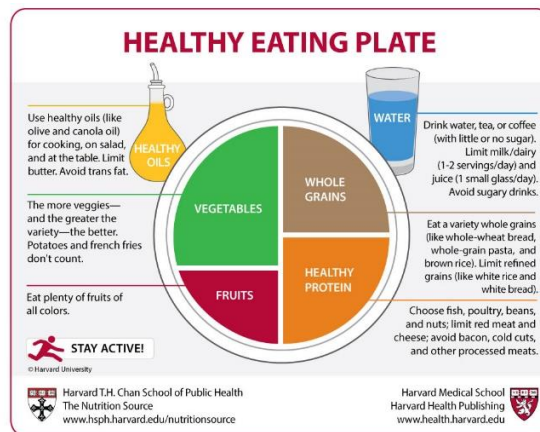 HEALTHY EATING PLATE
Use healthy oils (like
olive and canola oil)
for cooking, on salad,
and at the table. Limit
butter. Avoid trans fat.
HEALTHY
OILS
WATER
Drink water, tea, or coffee
(with little or no sugar).
Limit milk/dairy
(1-2 servings/day) and
juice (1 small glass/day).
Avoid sugary drinks.
The more veggies—
and the greater the
variety—the better.
Potatoes and french fries
don't count.
VEGETABLES
WHOLE
GRAINS
Eat a variety whole grains
(like whole-wheat bread,
whole-grain pasta, and
brown rice). Limit refined
grains (like white rice and
white bread).
Eat plenty of fruits of
all colors.
FRUITS
HEALTHY
PROTEIN
Choose fish, poultry, beans,
and nuts; limit red meat and
cheese; avoid bacon, cold cuts,
and other processed meats.
STAY ACTIVE!
© Harvard University
Harvard T.H. Chan School of Public Health
The Nutrition Source
www.hsph.harvard.edu/nutritionsource
Harvard Medical School
Harvard Health Publishing
www.health.harvard.edu